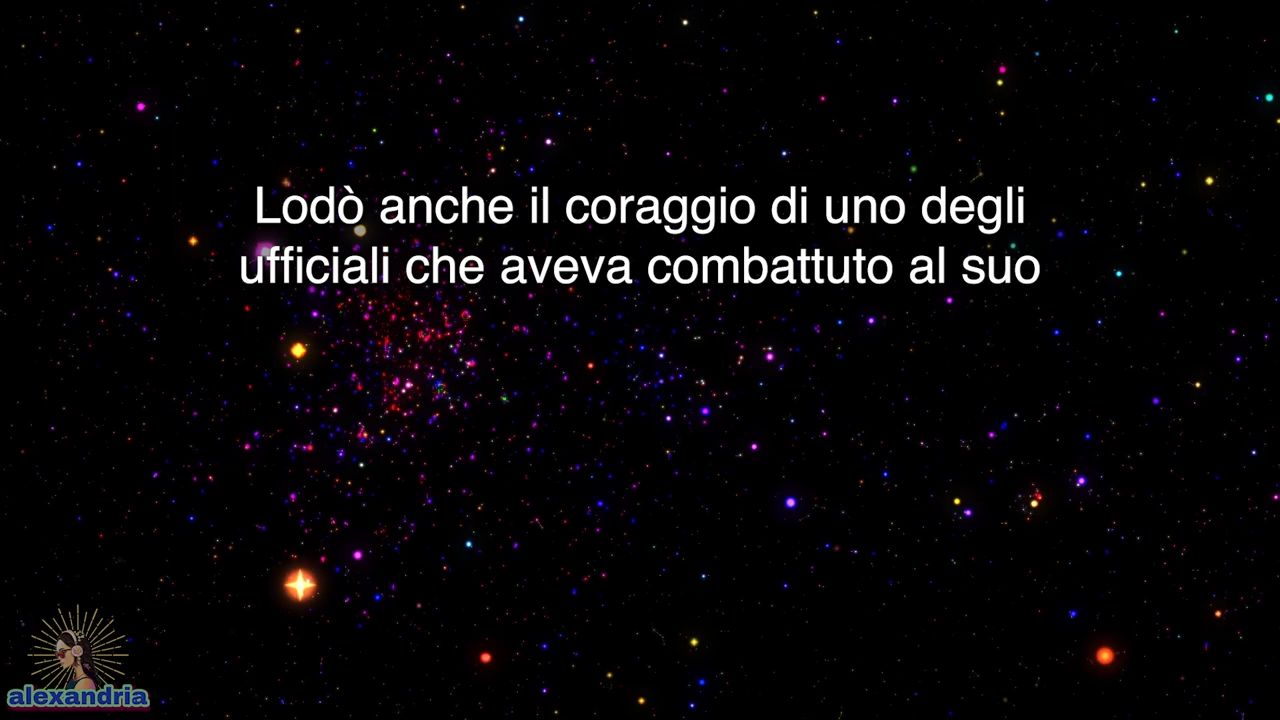 Lodò anche il coraggio di uno degli
ufficiali che aveva combattuto al suo
alexandria